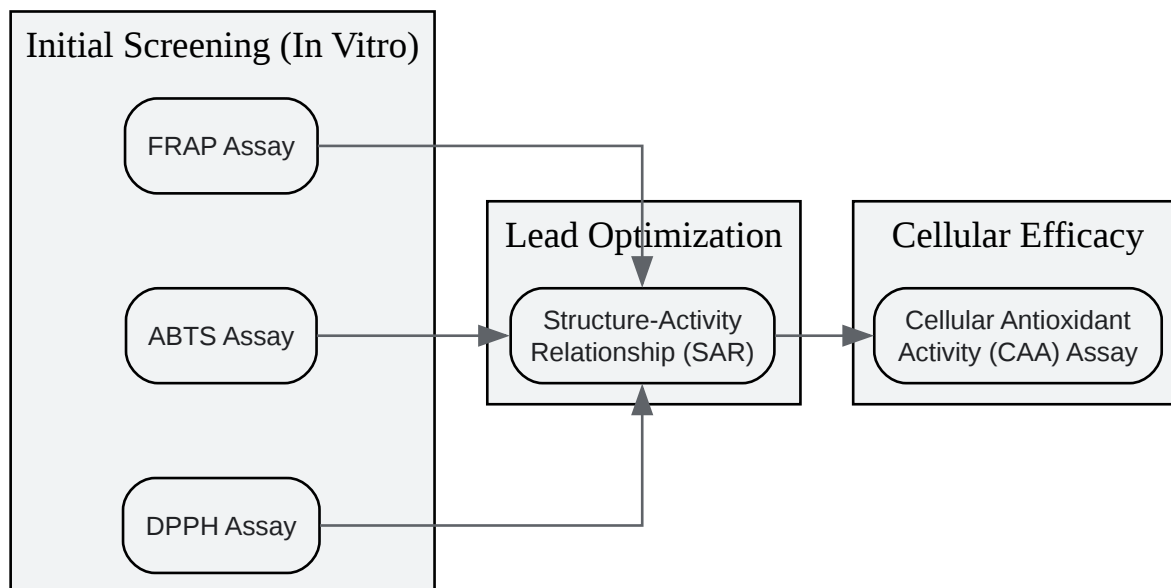 Initial Screening (In Vitro)
FRAP Assay
ABTS Assay
DPPH Assay
Lead Optimization
Structure-Activity
Relationship (SAR)
Cellular Efficacy
Cellular Antioxidant
Activity (CAA) Assay